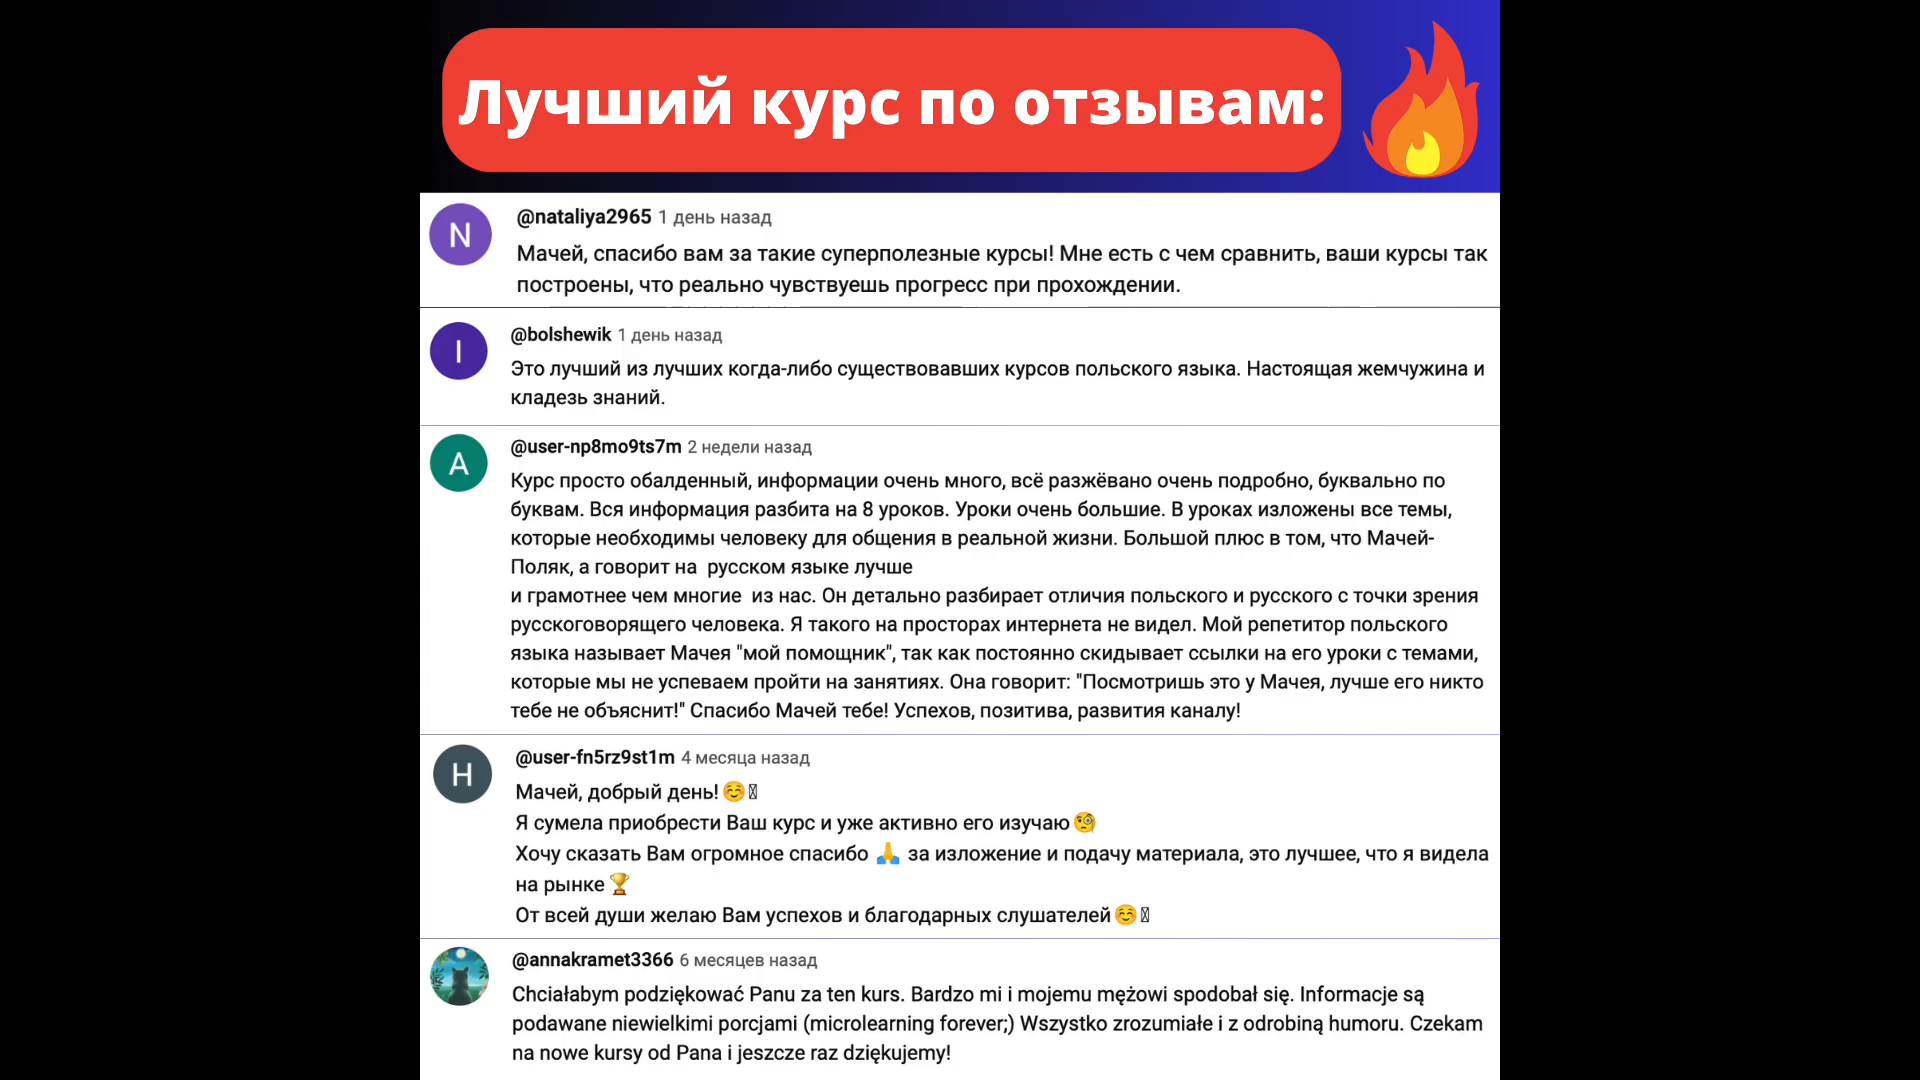 Лучший курс по отзывам:
N
@nataliya2965 1 день назад
Мачей, спасибо вам за такие суперполезные курсы! Мне есть с чем сравнить, ваши курсы так
построены, что реально чувствуешь прогресс при прохождении.
I
@bolshewik 1 день назад
Это лучший из лучших когда-либо существовавших курсов польского языка. Настоящая жемчужина и
кладезь знаний.
A
@user-np8mo9ts7m 2 недели назад
Курс просто обалденный, информации очень много, всё разжёвано очень подробно, буквально по
буквам. Вся информация разбита на 8 уроков. Уроки очень большие. В уроках изложены все темы,
которые необходимы человеку для общения в реальной жизни. Большой плюс в том, что Мачей-
Поляк, а говорит на русском языке лучше
и грамотнее чем многие из нас. Он детально разбирает отличия польского и русского с точки зрения
русскоговорящего человека. Я такого на просторах интернета не видел. Мой репетитор польского
языка называет Мачея "мой помощник", так как постоянно скидывает ссылки на его уроки с темами,
которые мы не успеваем пройти на занятиях. Она говорит: "Посмотришь это у Мачея, лучше его никто
тебе не объяснит!" Спасибо Мачей тебе! Успехов, позитива, развития каналу!
Н
@user-fn5rz9st1m 4 месяца назад
Мачей, добрый день!☺️
Я сумела приобрести Ваш курс и уже активно его изучаю🧐
Хочу сказать Вам огромное спасибо 🙏 за изложение и подачу материала, это лучшее, что я видела
на рынке🏆
От всей души желаю Вам успехов и благодарных слушателей☺️
@annakramet3366 6 месяцев назад
Chciałabym podziękować Panu za ten kurs. Bardzo mi i mojemu mężowi spodobał się. Informacje są
podawane niewielkimi porcjami (microlearning forever;) Wszystko zrozumiałe i z odrobiną humoru. Czekam
na nowe kursy od Pana i jeszcze raz dziękujemy!